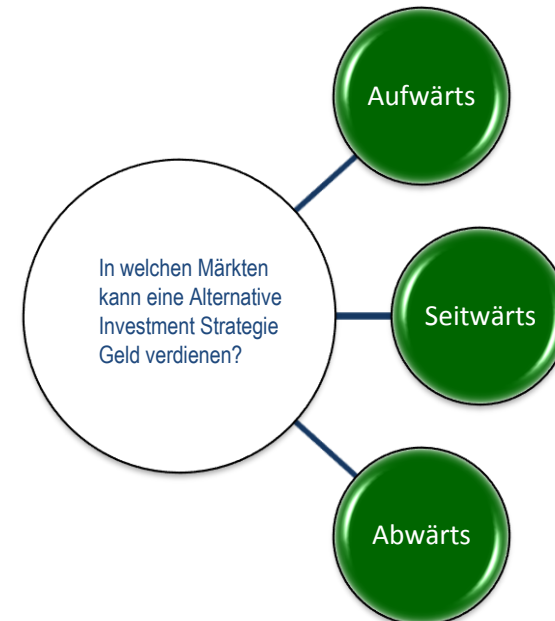 Aufwärts
In welchen Märkten
kann eine Alternative
Investment Strategie
Geld verdienen?
Seitwärts
Abwärts